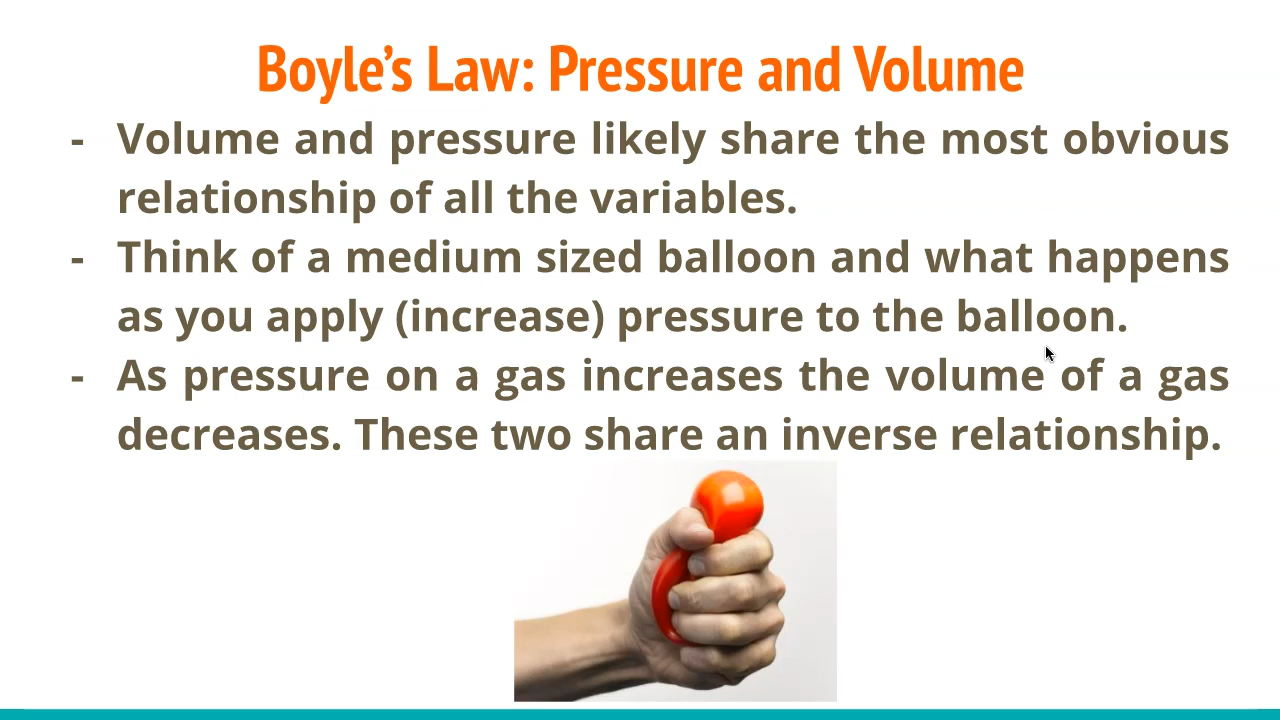 Boyle’s Law: Pressure and Volume
- Volume and pressure likely share the most obvious
relationship of all the variables.
- Think of a medium sized balloon and what happens
as you apply (increase) pressure to the balloon.
- As pressure on a gas increases the volume of a gas
decreases. These two share an inverse relationship.